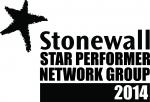 Stonewall
STAR PERFORMER
NETWORK GROUP
2014